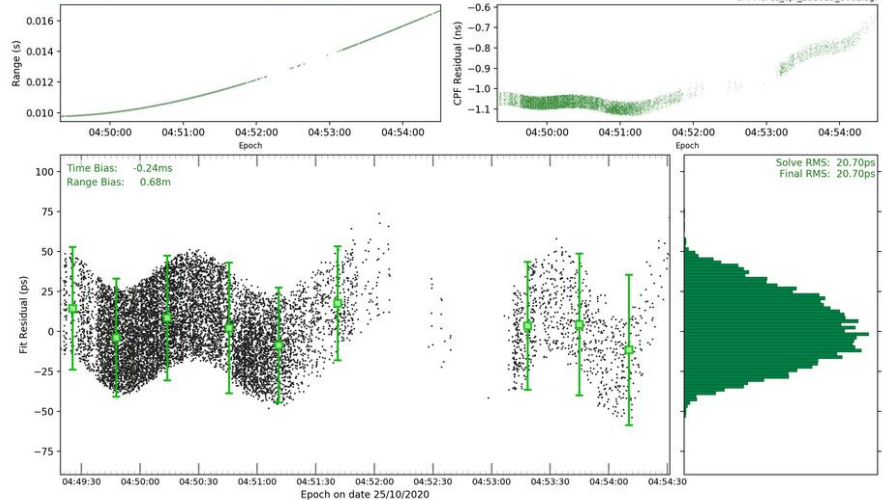 0.016
0.014
0.012
0.010
Range (s)
04:50:00 04:51:00 04:52:00 04:53:00 04:54:00
Epoch
−0.6
−0.7
−0.8
−0.9
−1.0
−1.1
CPF Residual (ns)
04:50:00 04:51:00 04:52:00 04:53:00 04:54:00
Epoch
Time Bias: -0.24ms
Range Bias: 0.68m
100
75
50
25
0
−25
−50
−75
Fit Residual (ps)
04:49:30 04:50:00 04:50:30 04:51:00 04:51:30 04:52:00 04:52:30 04:53:00 04:53:30 04:54:00 04:54:30
Epoch on date 25/10/2020
Solve RMS: 20.70ps
Final RMS: 20.70ps